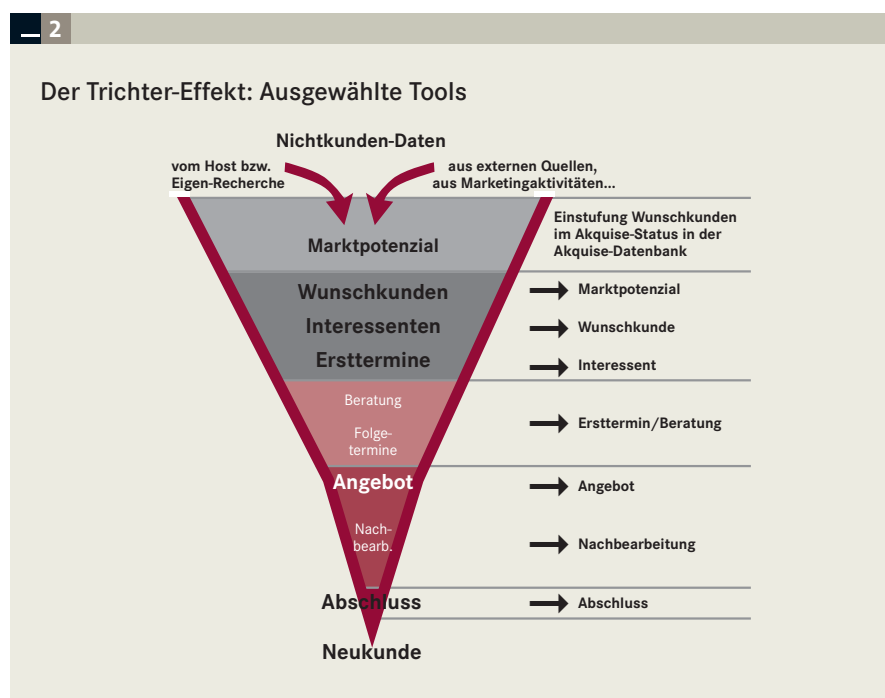 2
Der Trichter-Effekt: Ausgewählte Tools
Nichtkunden-Daten
vom Host bzw.
Eigen-Recherche
aus externen Quellen,
aus Marketingaktivitäten...
Marktpotenzial
Wunschkunden
Interessenten
Ersttermine
Beratung
Folge-
termine
Angebot
Nach-
bearb.
Abschluss
Neukunde
Einstufung Wunschkunden
im Akquise-Status in der
Akquise-Datenbank
Marktpotenzial
Wunschkunde
Interessent
Ersttermin/Beratung
Angebot
Nachbearbeitung
Abschluss